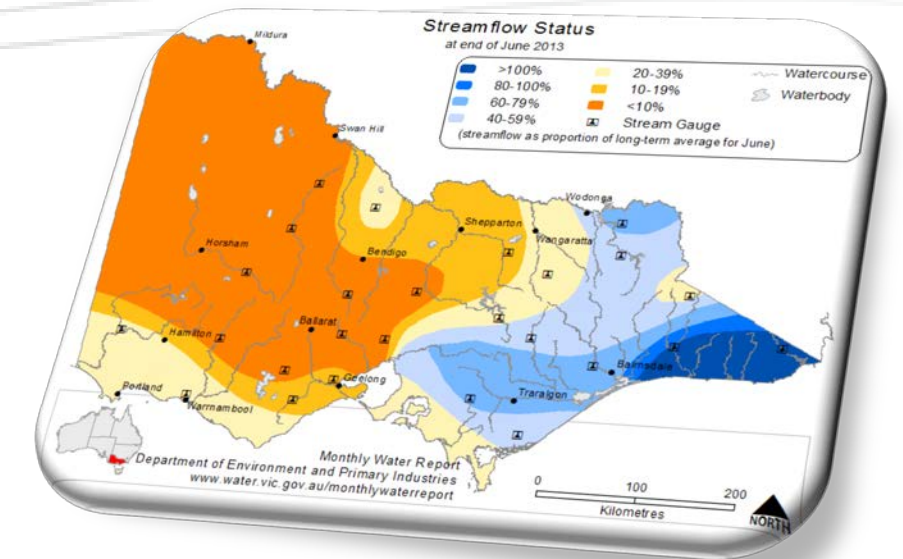 Streamflow Status
at end of June 2013
>100%
80-100%
60-79%
40-59%
20-39%
10-19%
<10%
Stream Gauge
Watercourse
Waterbody
(streamflow as proportion of long-term average for June)
Mildura
Swan Hill
Wodonga
Shepparton
Wangaratta
Horsham
Bendigo
Ballarat
Hamilton
Bairnsdale
Geelong
Portland
Warrnambool
Traralgon
Monthly Water Report
Department of Environment and Primary Industries
www.water.vic.gov.au/monthlywaterreport
0 100 200
Kilometres
NORTH